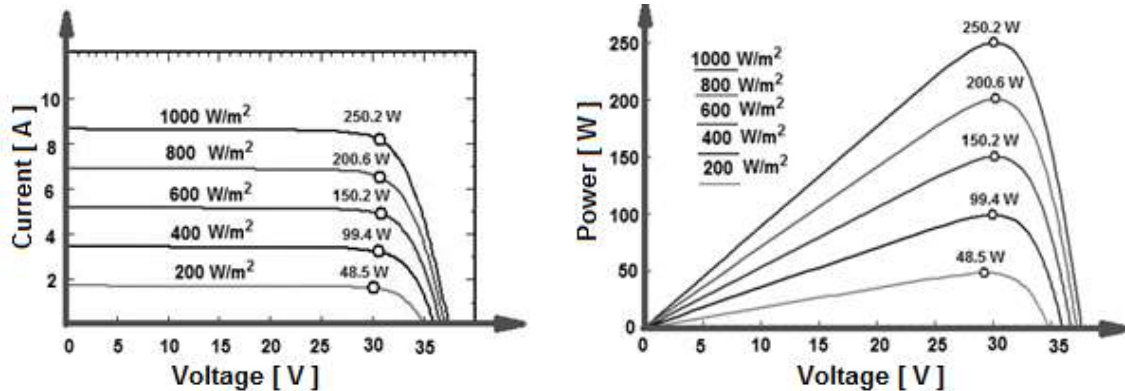 Current [ A ]
10
8
6
4
2
1000 W/m²
800 W/m²
600 W/m²
400 W/m²
200 W/m²
250.2 W
200.6 W
150.2 W
99.4 W
48.5 W
0 5 10 15 20 25 30 35
Voltage [ V ]
Power [ W ]
250
200
150
100
50
0
1000 W/m²
800 W/m²
600 W/m²
400 W/m²
200 W/m²
250.2 W
200.6 W
150.2 W
99.4 W
48.5 W
0 5 10 15 20 25 30 35
Voltage [ V ]